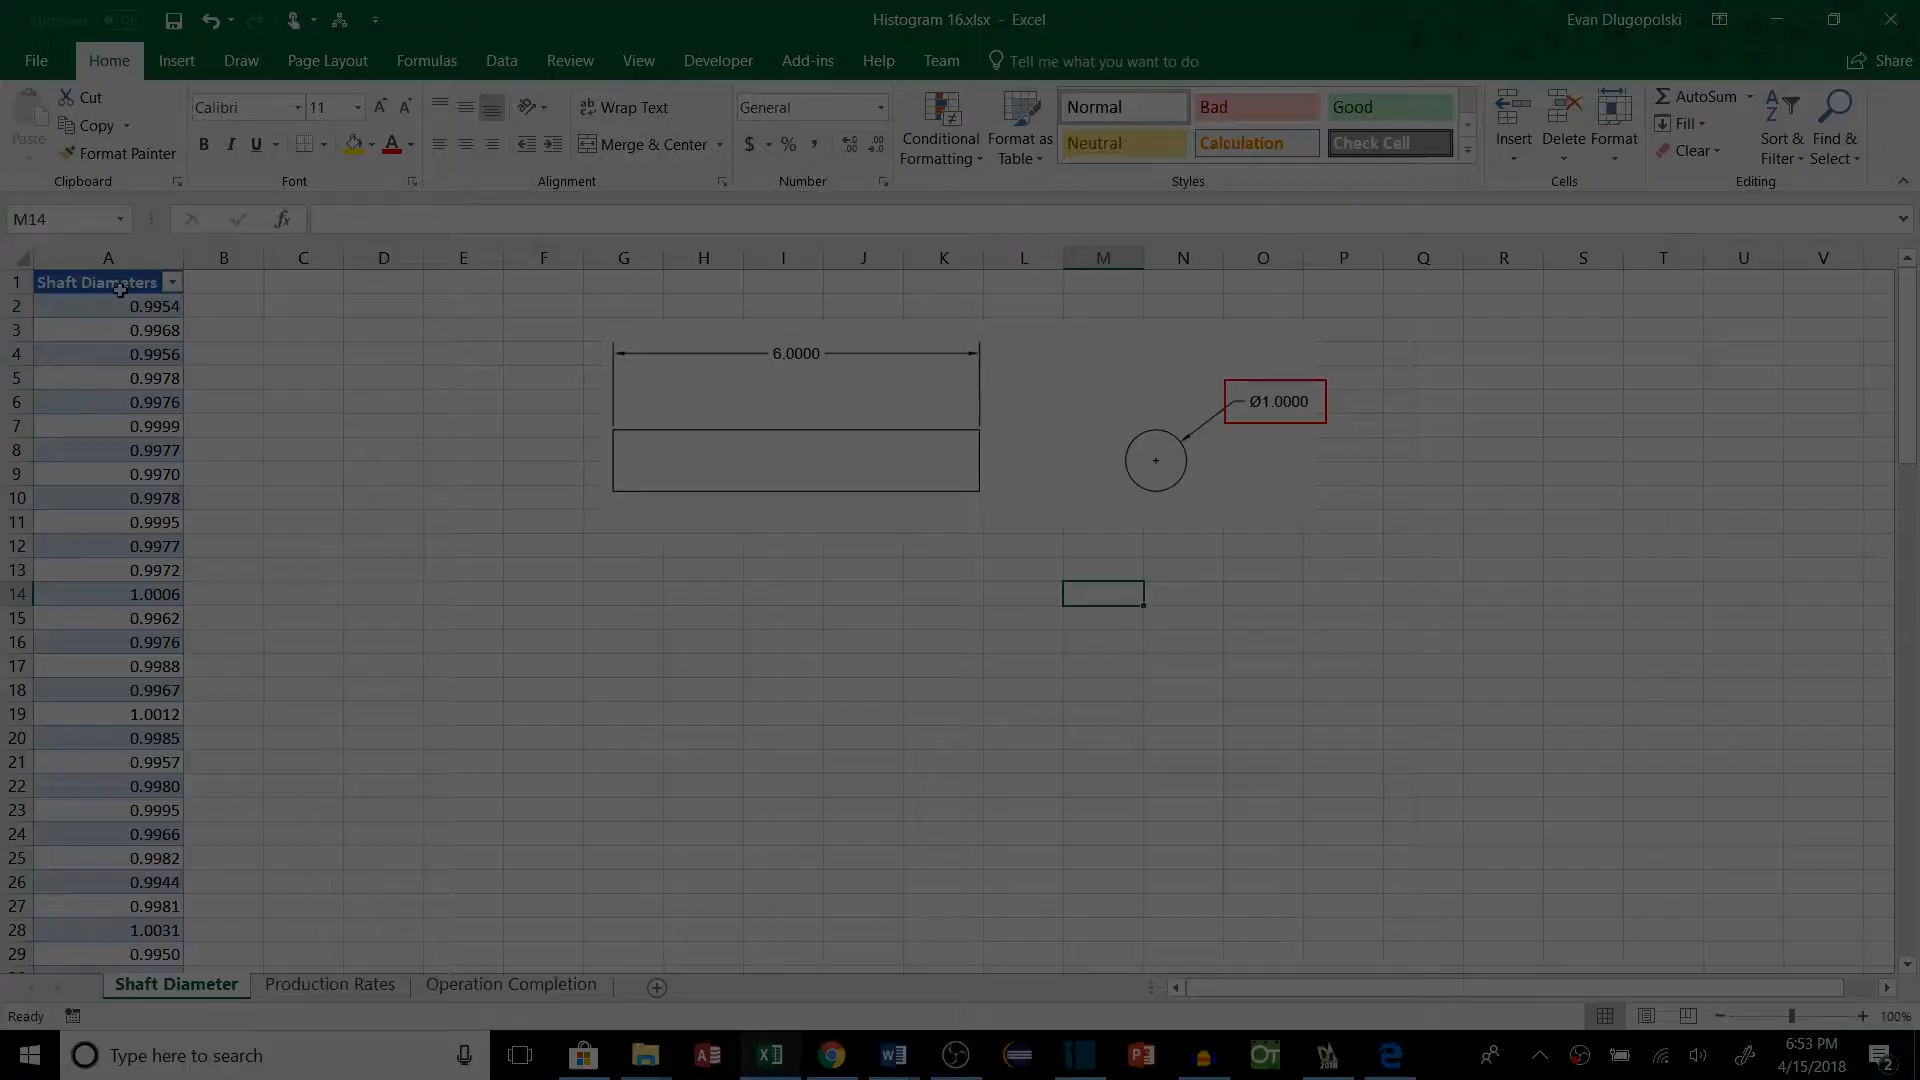 Histogram 16.xlsx - Excel
Evan Dlugopolski
File Home Insert Draw Page Layout Formulas Data Review View Developer Add-ins Help Team Tell me what you want to do Share
Paste
Cut
Copy
Format Painter
Clipboard
Calibri 11
B I U
Font
Wrap Text
Merge & Center
Alignment
General
$ % ,
Number
Conditional Formatting
Format as Table
Normal Bad Good
Neutral Calculation Check Cell
Styles
Insert Delete Format
Cells
AutoSum
Fill
Clear
Sort & Filter
Find & Select
Editing
M14
fx
A B C D E F G H I J K L M N O P Q R S T U V
1 Shaft Diameters
2 0.9954
3 0.9968
4 0.9956
5 0.9978
6 0.9976
7 0.9999
8 0.9977
9 0.9970
10 0.9978
11 0.9995
12 0.9977
13 0.9972
14 1.0006
15 0.9962
16 0.9976
17 0.9988
18 0.9967
19 1.0012
20 0.9985
21 0.9957
22 0.9980
23 0.9995
24 0.9966
25 0.9982
26 0.9944
27 0.9981
28 1.0031
29 0.9950
6.0000
Ø1.0000
Shaft Diameter Production Rates Operation Completion
Ready
100%
Type here to search
6:53 PM
4/15/2018
2